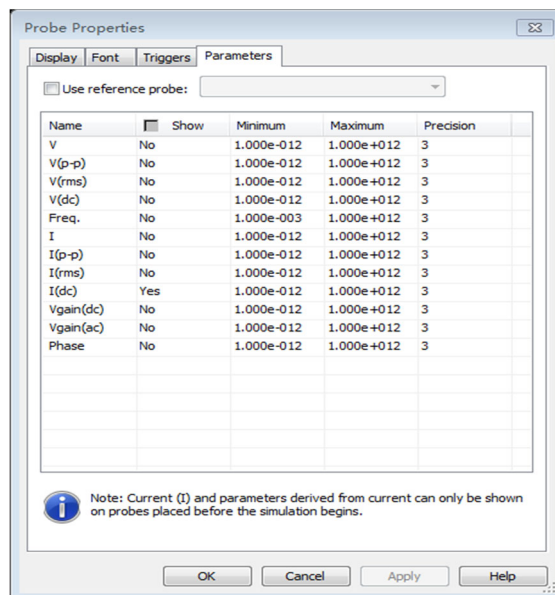 Probe Properties
Display Font Triggers Parameters
Use reference probe:
Name Show Minimum Maximum Precision
V No 1.000e-012 1.000e+012 3
V(p-p) No 1.000e-012 1.000e+012 3
V(rms) No 1.000e-012 1.000e+012 3
V(dc) No 1.000e-012 1.000e+012 3
Freq. No 1.000e-003 1.000e+012 3
I No 1.000e-012 1.000e+012 3
I(p-p) No 1.000e-012 1.000e+012 3
I(rms) No 1.000e-012 1.000e+012 3
I(dc) Yes 1.000e-012 1.000e+012 3
Vgain(dc) No 1.000e-012 1.000e+012 3
Vgain(ac) No 1.000e-012 1.000e+012 3
Phase No 1.000e-012 1.000e+012 3
Note: Current (I) and parameters derived from current can only be shown
on probes placed before the simulation begins.
OK Cancel Apply Help